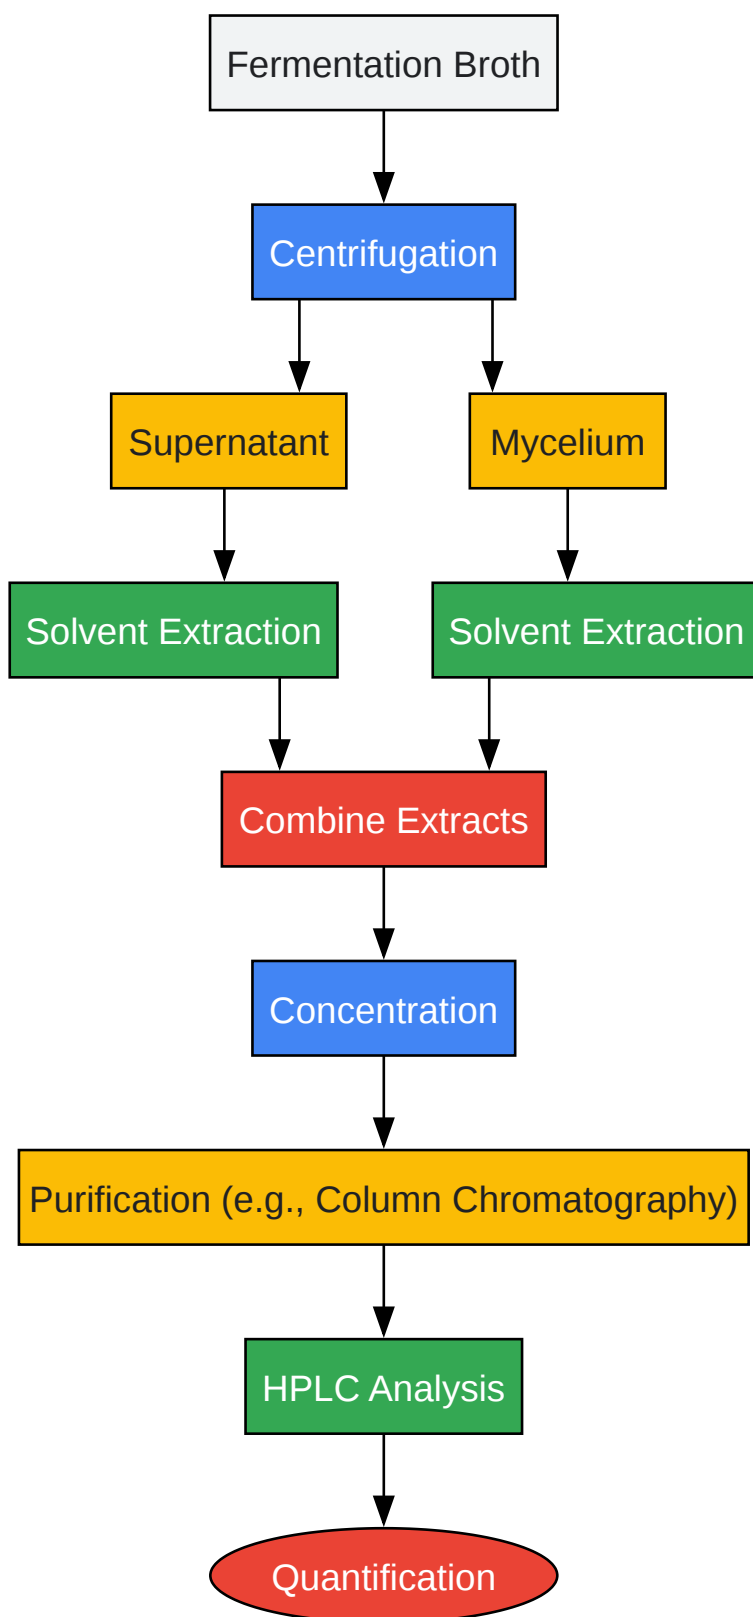 Fermentation Broth
Centrifugation
Supernatant
Mycelium
Solvent Extraction
Solvent Extraction
Combine Extracts
Concentration
Purification (e.g., Column Chromatography)
HPLC Analysis
Quantification